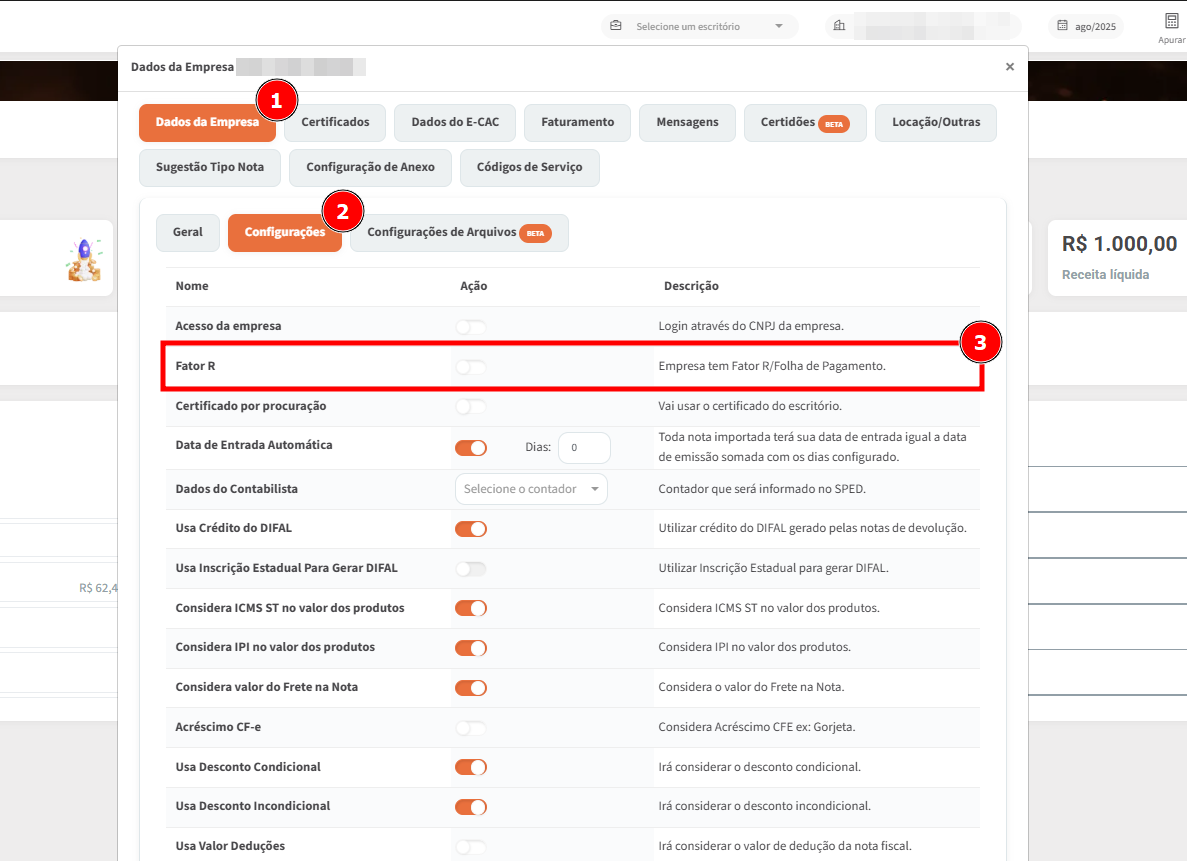 Selecione um escritório
ago/2025
Apurar
Dados da Empresa
×
1
Dados da Empresa
Certificados
Dados do E-CAC
Faturamento
Mensagens
Certidões BETA
Locação/Outras
Sugestão Tipo Nota
Configuração de Anexo
Códigos de Serviço
2
Geral
Configurações
Configurações de Arquivos BETA
R$ 1.000,00
Receita líquida
Nome Ação Descrição
Acesso da empresa Login através do CNPJ da empresa.
3
Fator R Empresa tem Fator R/Folha de Pagamento.
Certificado por procuração Vai usar o certificado do escritório.
Data de Entrada Automática Dias: 0 Toda nota importada terá sua data de entrada igual a data
de emissão somada com os dias configurado.
Dados do Contabilista Selecione o contador Contador que será informado no SPED.
Usa Crédito do DIFAL Utilizar crédito do DIFAL gerado pelas notas de devolução.
Usa Inscrição Estadual Para Gerar DIFAL Utilizar Inscrição Estadual para gerar DIFAL.
R$ 62,4
Considera ICMS ST no valor dos produtos Considera ICMS ST no valor dos produtos.
Considera IPI no valor dos produtos Considera IPI no valor dos produtos.
Considera valor do Frete na Nota Considera o valor do Frete na Nota.
Acréscimo CF-e Considera Acréscimo CFE ex: Gorjeta.
Usa Desconto Condicional Irá considerar o desconto condicional.
Usa Desconto Incondicional Irá considerar o desconto incondicional.
Usa Valor Deduções Irá considerar o valor de dedução da nota fiscal.